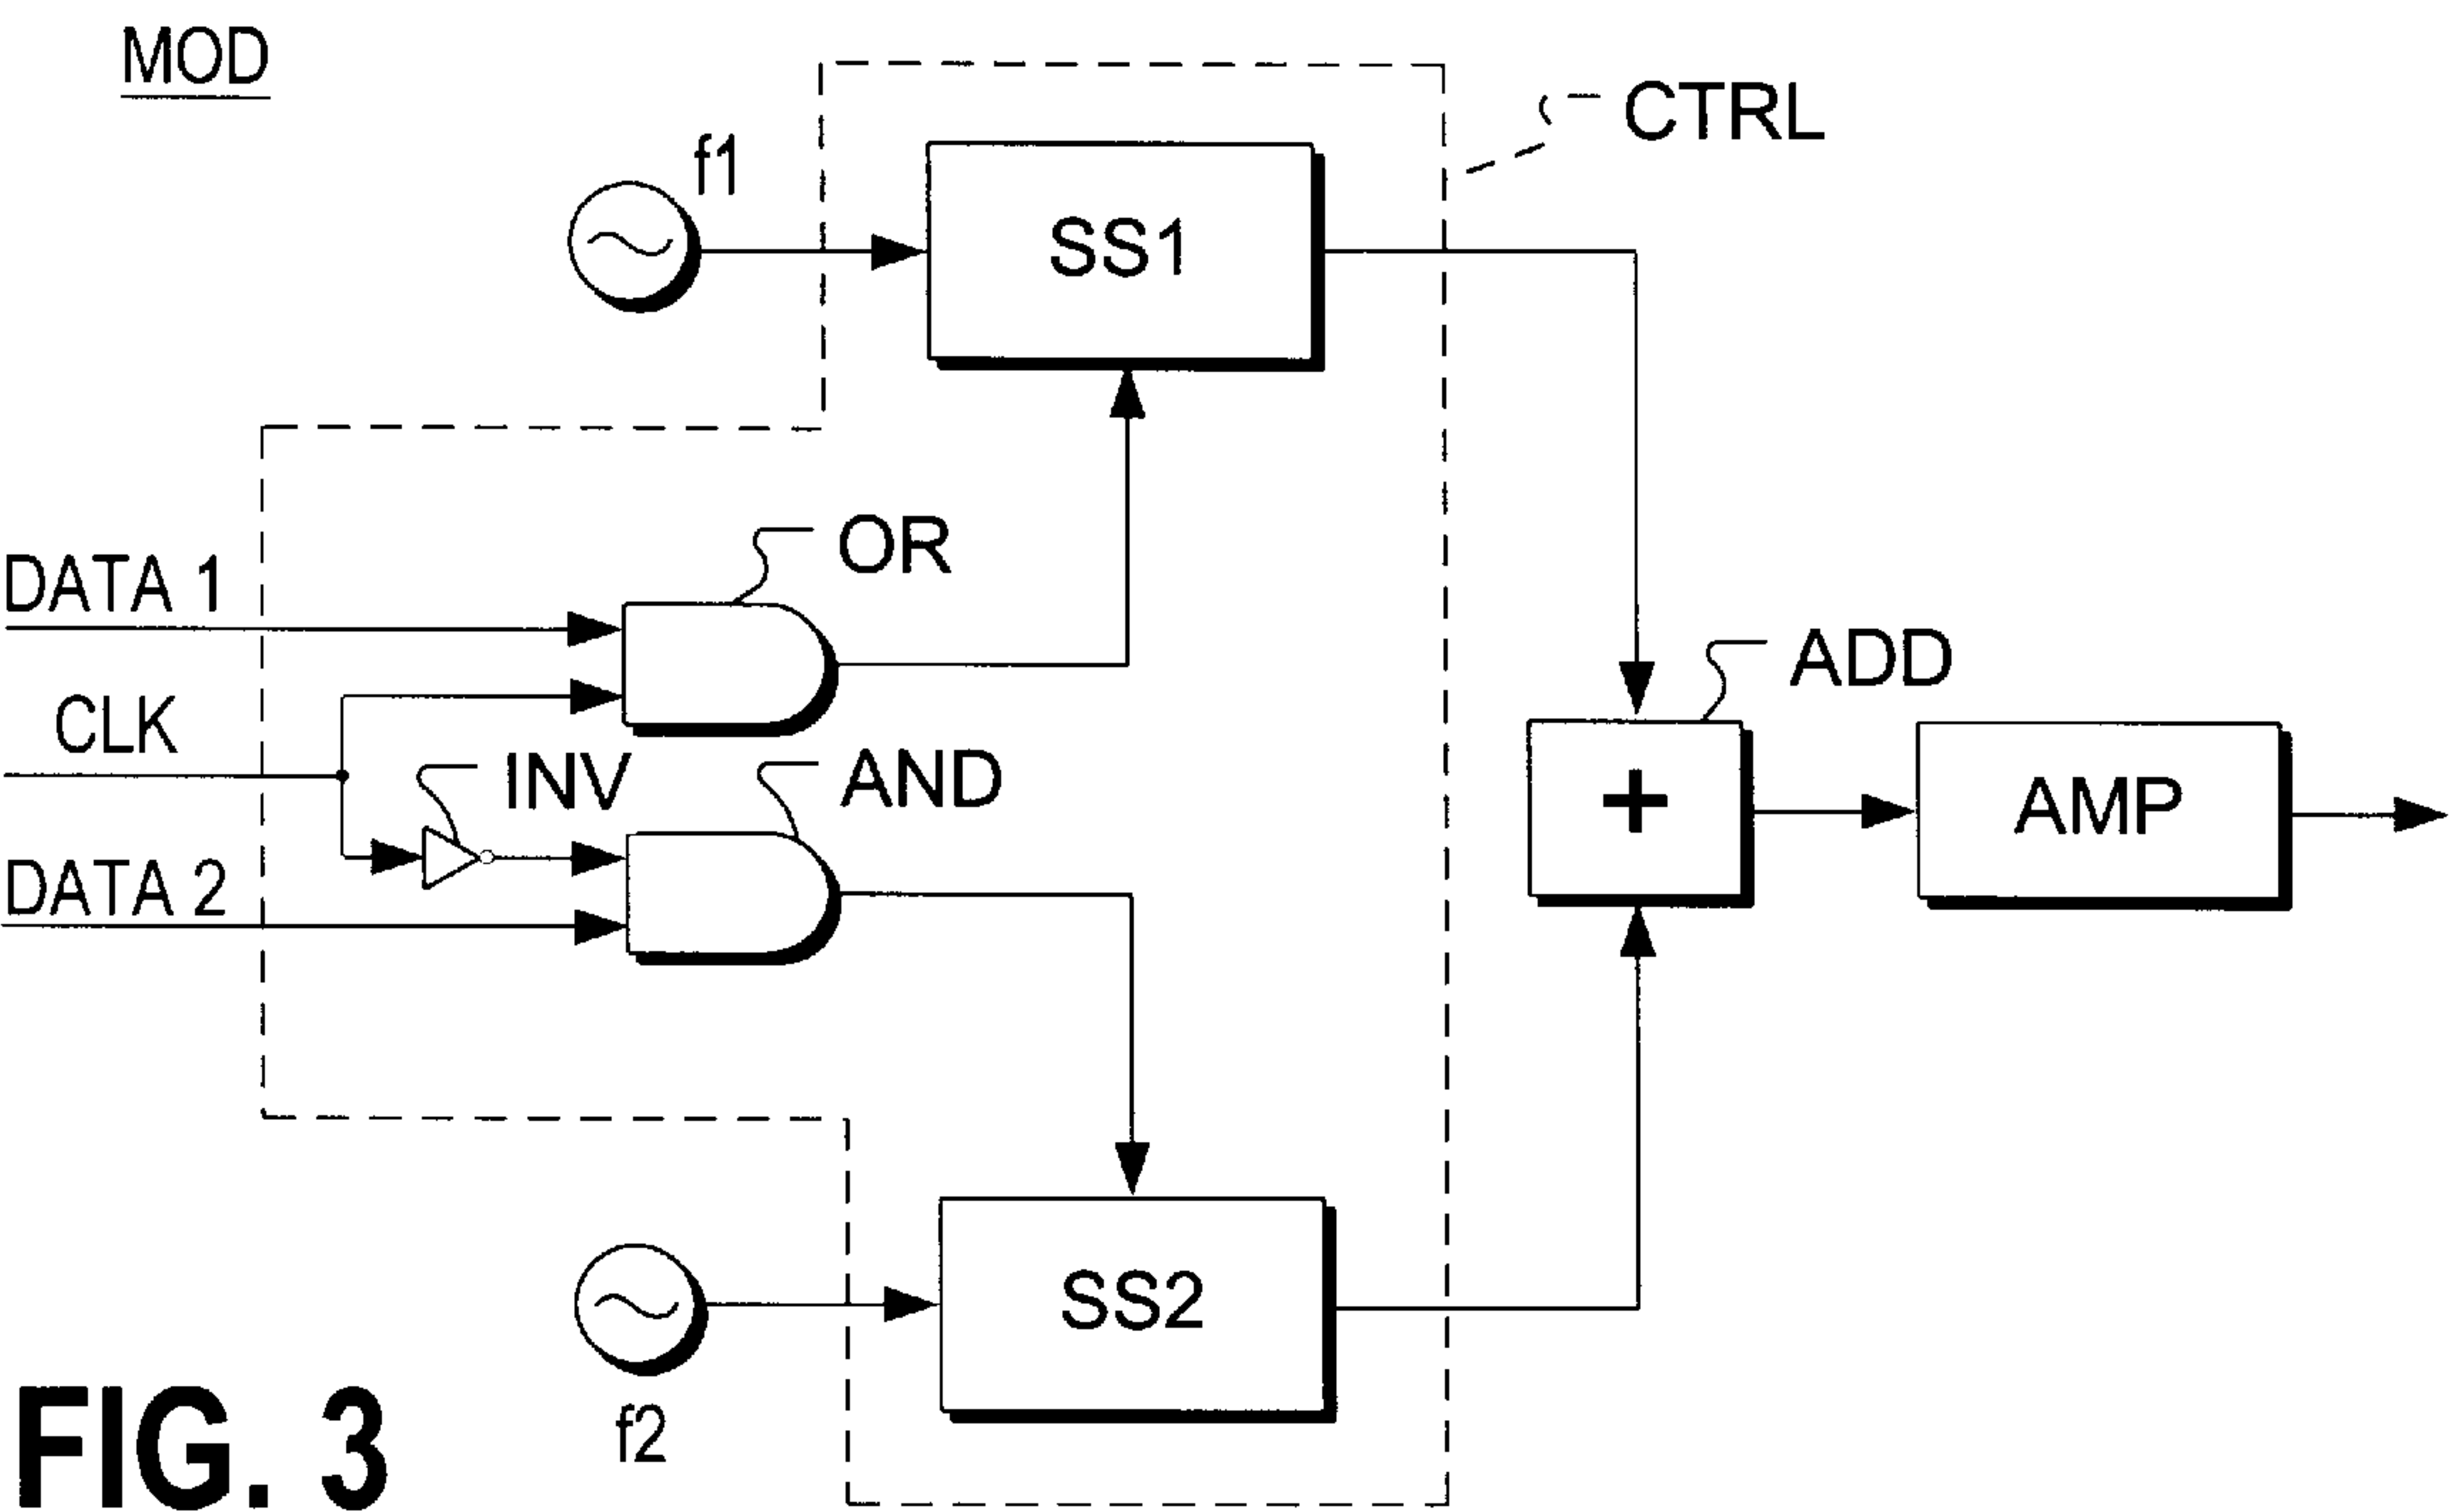 MOD
CTRL
f1
SS1
OR
DATA 1
ADD
CLK
INV
AND
+
AMP
DATA 2
SS2
f2
FIG. 3